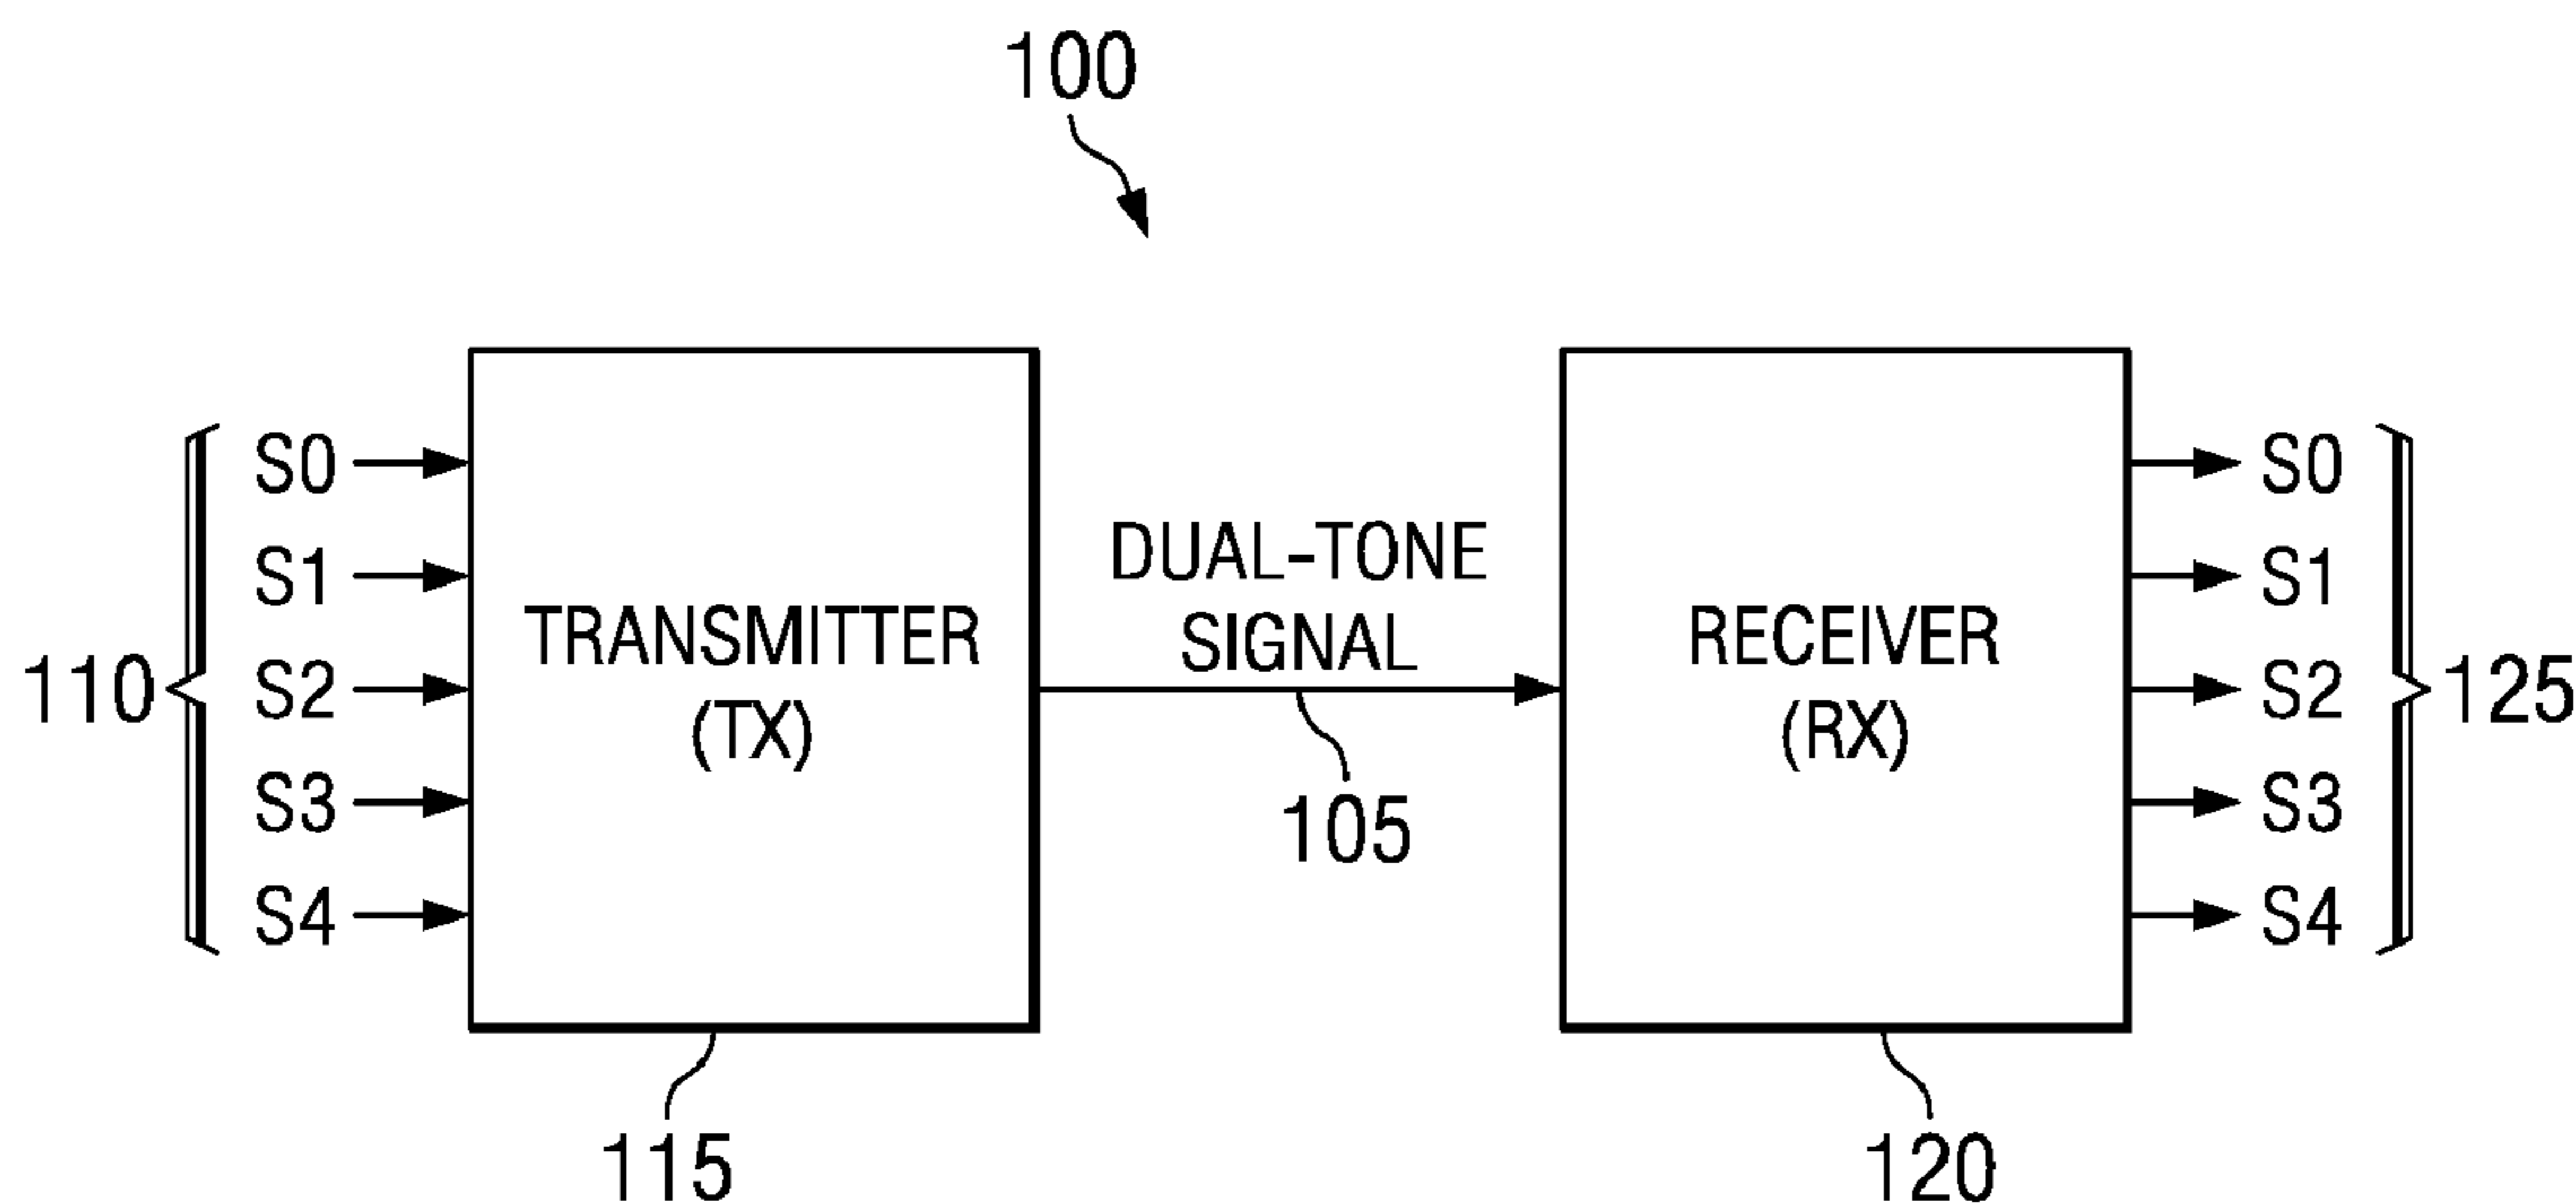 100
110
S0
S1
S2
S3
S4
TRANSMITTER
(TX)
115
DUAL-TONE
SIGNAL
105
RECEIVER
(RX)
120
S0
S1
S2
S3
S4
125